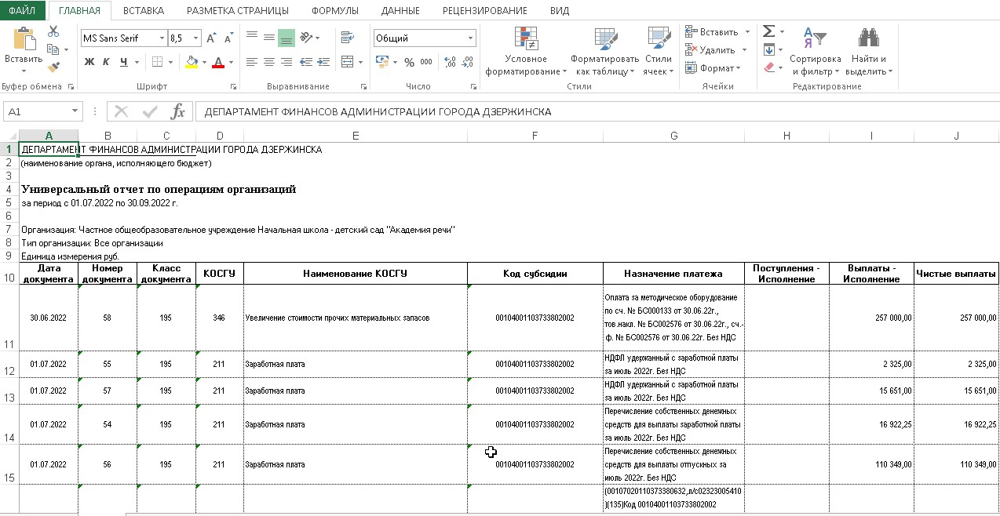 ФАЙЛ ГЛАВНАЯ ВСТАВКА РАЗМЕТКА СТРАНИЦЫ ФОРМУЛЫ ДАННЫЕ РЕЦЕНЗИРОВАНИЕ ВИД
Вставить
Буфер обмена
MS Sans Serif 8,5
Ж К Ч
Шрифт
Выравнивание
Общий
% 000
Число
Условное форматирование
Форматировать как таблицу
Стили ячеек
Стили
Вставить
Удалить
Формат
Ячейки
Сортировка и фильтр
Найти и выделить
Редактирование
A1 fx ДЕПАРТАМЕНТ ФИНАНСОВ АДМИНИСТРАЦИИ ГОРОДА ДЗЕРЖИНСКА
A B C D E F G H I J
1 ДЕПАРТАМЕНТ ФИНАНСОВ АДМИНИСТРАЦИИ ГОРОДА ДЗЕРЖИНСКА
2 (наименование органа, исполняющего бюджет)
3
4 Универсальный отчет по операциям организаций
5 за период с 01.07.2022 по 30.09.2022 г.
6
7 Организация: Частное общеобразовательное учреждение Начальная школа - детский сад "Академия речи"
8 Тип организации: Все организации
9 Единица измерения руб.
10 Дата документа Номер документа Класс документа КОСГУ Наименование КОСГУ Код субсидии Назначение платежа Поступления - Исполнение Выплаты - Исполнение Чистые выплаты
11 30.06.2022 58 195 346 Увеличение стоимости прочих материальных запасов 00104001103733802002 Оплата за методическое оборудование
по сч. № БС000133 от 30.06.22г.,
тов.накл. № БС002576 от 30.06.22г., сч.-
ф. № БС002576 от 30.06.22г. Без НДС 257 000,00 257 000,00
12 01.07.2022 55 195 211 Заработная плата 00104001103733802002 НДФЛ удержанный с заработной платы
за июль 2022г. Без НДС 2 325,00 2 325,00
13 01.07.2022 57 195 211 Заработная плата 00104001103733802002 НДФЛ удержанный с заработной платы
за июль 2022г. Без НДС 15 651,00 15 651,00
14 01.07.2022 54 195 211 Заработная плата 00104001103733802002 Перечисление собственных денежных
средств для выплаты заработной платы
за июль 2022г. Без НДС 16 922,25 16 922,25
15 01.07.2022 56 195 211 Заработная плата 00104001103733802002 Перечисление собственных денежных
средств для выплаты отпускных за
июль 2022г. Без НДС 110 349,00 110 349,00
(00107020110373380632,л/с02323005410
)(135)Код 00104001103733802002